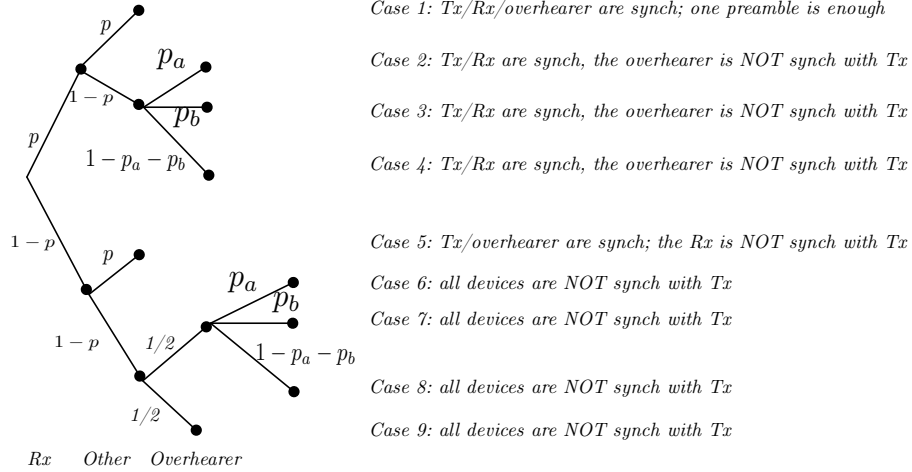 Case 1: Tx/Rx/overhearer are synch; one preamble is enough
p
p_a
Case 2: Tx/Rx are synch, the overhearer is NOT synch with Tx
1 − p
p_b
Case 3: Tx/Rx are synch, the overhearer is NOT synch with Tx
p
1 − p_a − p_b
Case 4: Tx/Rx are synch, the overhearer is NOT synch with Tx
1 − p
p
Case 5: Tx/overhearer are synch; the Rx is NOT synch with Tx
p_a
Case 6: all devices are NOT synch with Tx
p_b
Case 7: all devices are NOT synch with Tx
1 − p
1/2
1 − p_a − p_b
Case 8: all devices are NOT synch with Tx
1/2
Case 9: all devices are NOT synch with Tx
Rx Other Overhearer